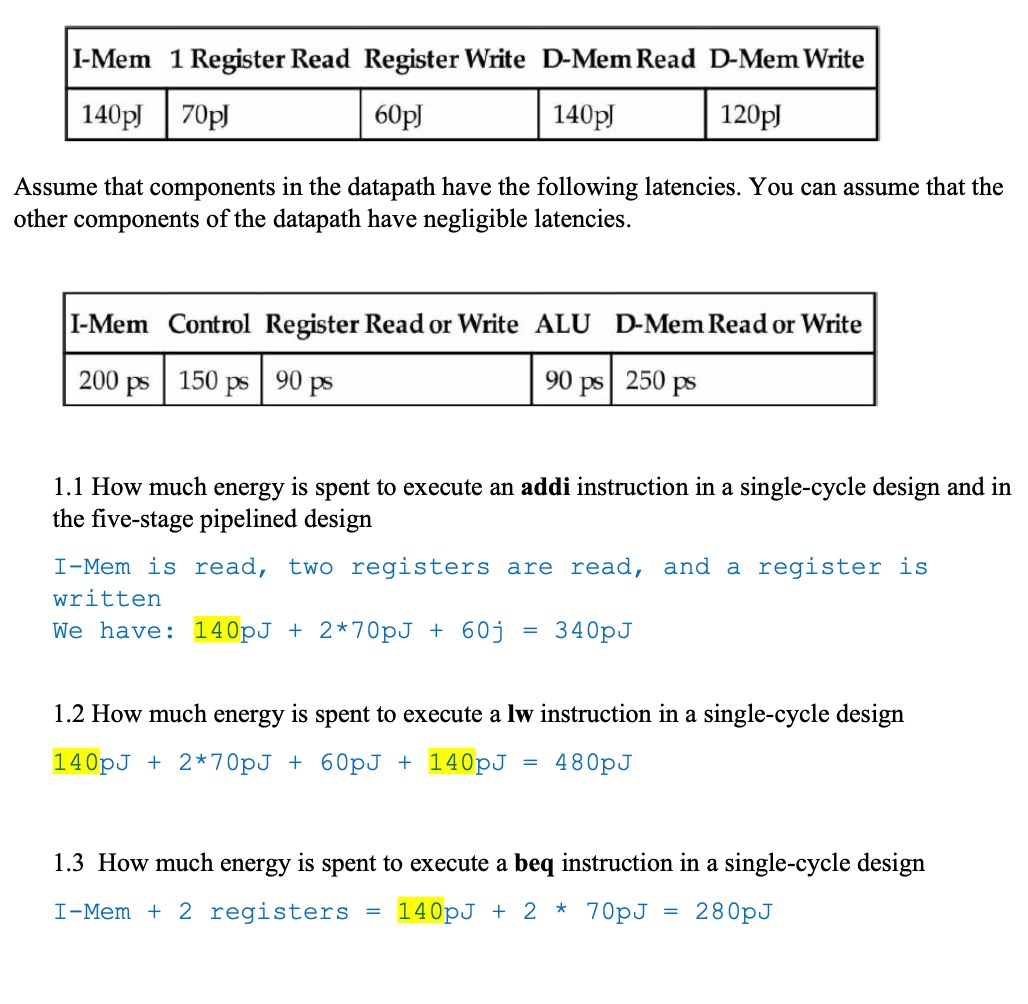 I-Mem 1 Register Read Register Write D-Mem Read D-Mem Write
140pJ 70pJ 60pJ 140pJ 120pJ
Assume that components in the datapath have the following latencies. You can assume that the
other components of the datapath have negligible latencies.
I-Mem Control Register Read or Write ALU D-Mem Read or Write
200 ps 150 ps 90 ps 90 ps 250 ps
1.1 How much energy is spent to execute an addi instruction in a single-cycle design and in
the five-stage pipelined design
I-Mem is read, two registers are read, and a register is
written
We have: 140pJ + 2*70pJ + 60j = 340pJ
1.2 How much energy is spent to execute a lw instruction in a single-cycle design
140pJ + 2*70pJ + 60pJ + 140pJ = 480pJ
1.3 How much energy is spent to execute a beq instruction in a single-cycle design
I-Mem + 2 registers = 140pJ + 2 * 70pJ = 280pJ